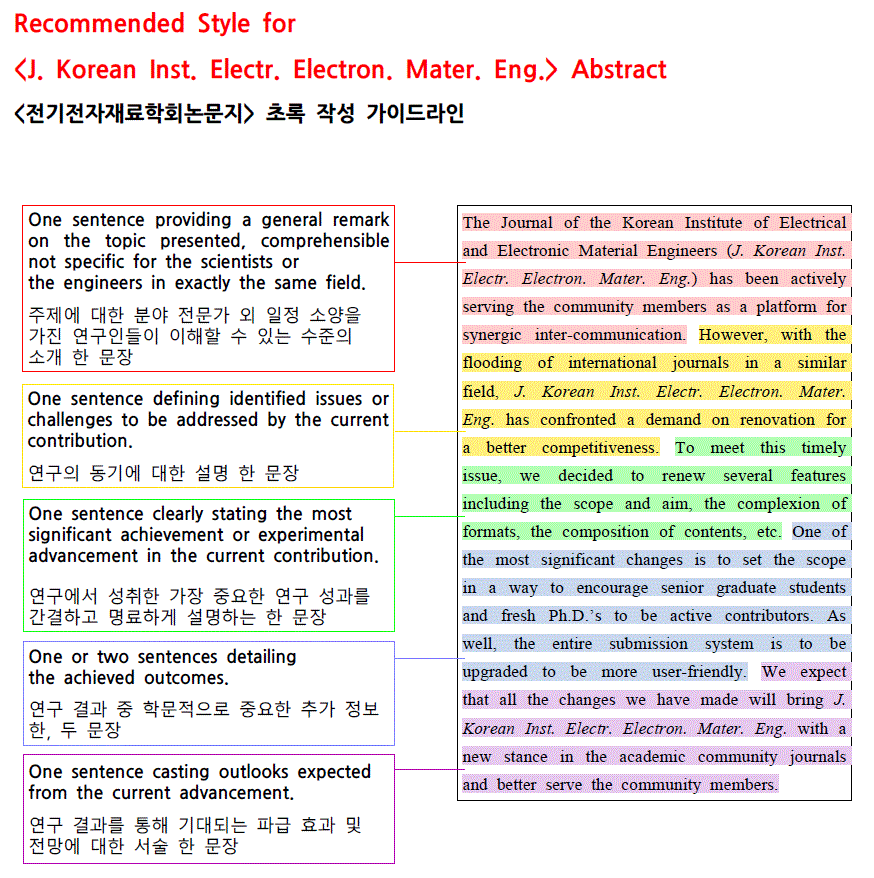 Recommended Style for
<J. Korean Inst. Electr. Electron. Mater. Eng.> Abstract
<전기전자재료학회논문지> 초록 작성 가이드라인
One sentence providing a general remark
on the topic presented, comprehensible
not specific for the scientists or
the engineers in exactly the same field.
주제에 대한 분야 전문가 외 일정 소양을
가진 연구인들이 이해할 수 있는 수준의
소개 한 문장
One sentence defining identified issues or
challenges to be addressed by the current
contribution.
연구의 동기에 대한 설명 한 문장
One sentence clearly stating the most
significant achievement or experimental
advancement in the current contribution.
연구에서 성취한 가장 중요한 연구 성과를
간결하고 명료하게 설명하는 한 문장
One or two sentences detailing
the achieved outcomes.
연구 결과 중 학문적으로 중요한 추가 정보
한, 두 문장
One sentence casting outlooks expected
from the current advancement.
연구 결과를 통해 기대되는 파급 효과 및
전망에 대한 서술 한 문장
The Journal of the Korean Institute of Electrical
and Electronic Material Engineers (J. Korean Inst.
Electr. Electron. Mater. Eng.) has been actively
serving the community members as a platform for
synergic inter-communication. However, with the
flooding of international journals in a similar
field, J. Korean Inst. Electr. Electron. Mater.
Eng. has confronted a demand on renovation for
a better competitiveness. To meet this timely
issue, we decided to renew several features
including the scope and aim, the complexion of
formats, the composition of contents, etc. One of
the most significant changes is to set the scope
in a way to encourage senior graduate students
and fresh Ph.D.'s to be active contributors. As
well, the entire submission system is to be
upgraded to be more user-friendly. We expect
that all the changes we have made will bring J.
Korean Inst. Electr. Electron. Mater. Eng. with a
new stance in the academic community journals
and better serve the community members.